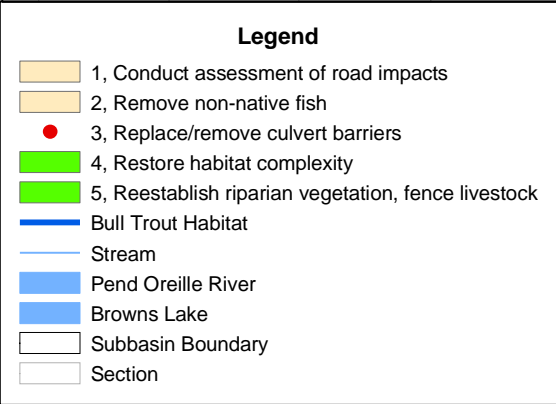 Legend
1, Conduct assessment of road impacts
2, Remove non-native fish
3, Replace/remove culvert barriers
4, Restore habitat complexity
5, Reestablish riparian vegetation, fence livestock
Bull Trout Habitat
Stream
Pend Oreille River
Browns Lake
Subbasin Boundary
Section